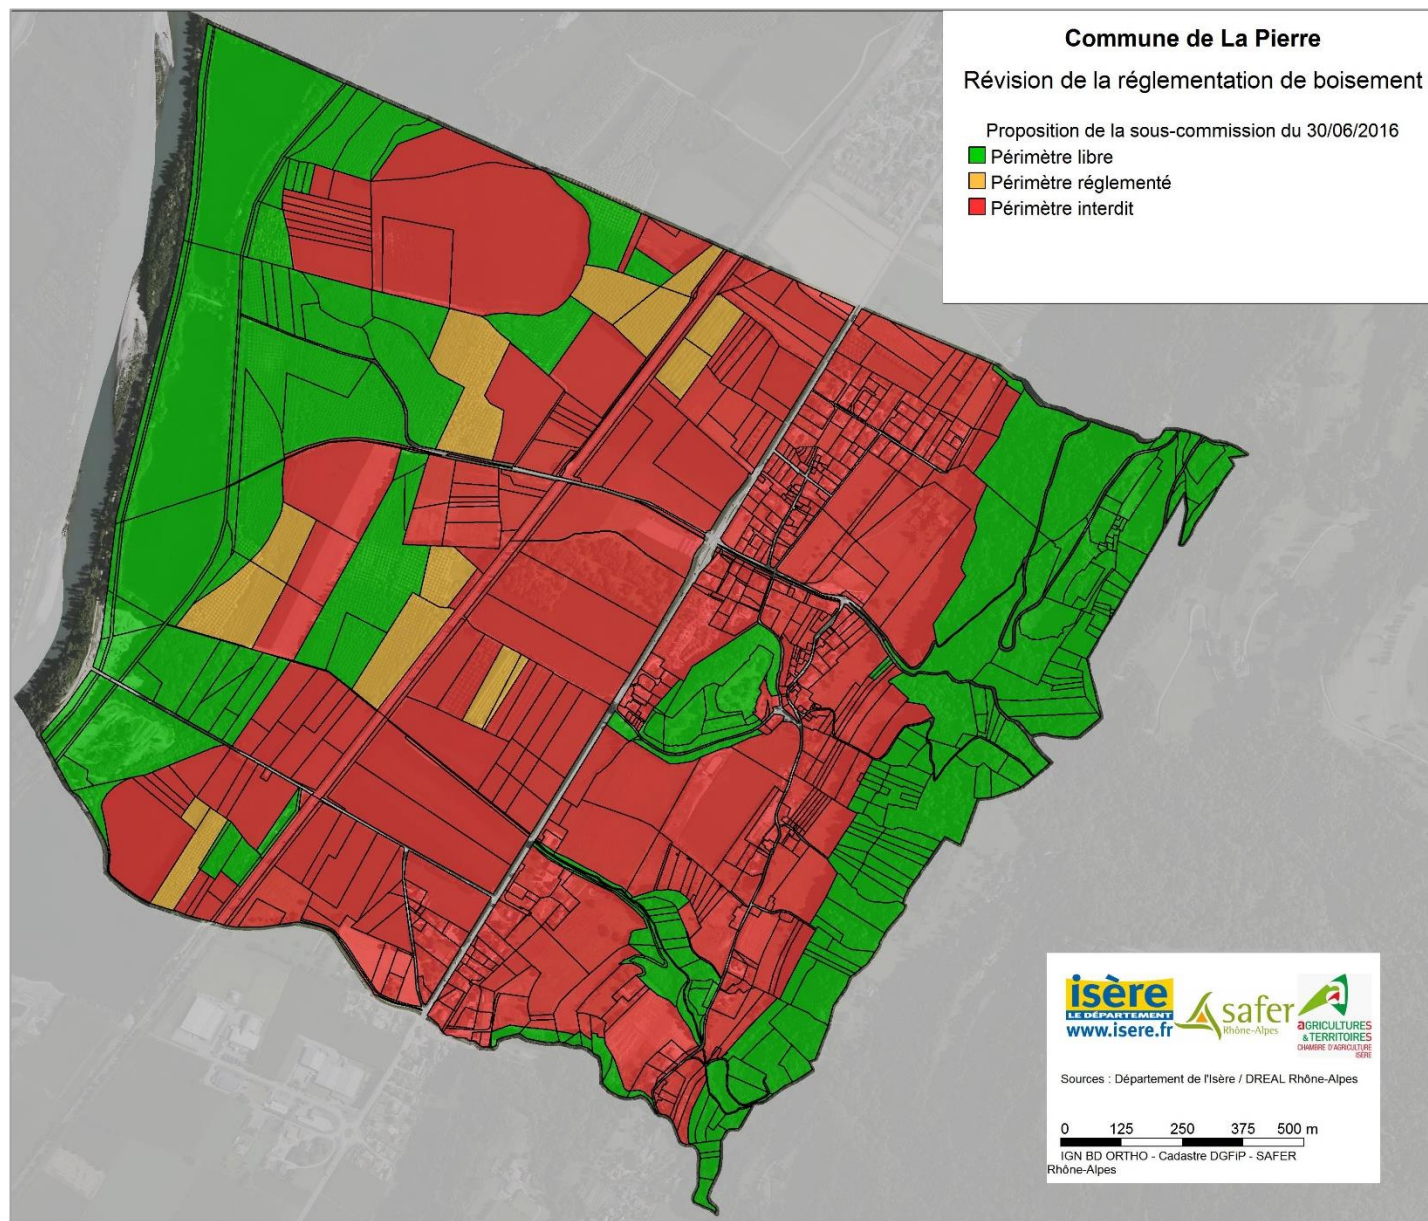 Commune de La Pierre
Révision de la réglementation de boisement
Proposition de la sous-commission du 30/06/2016
Périmètre libre
Périmètre réglementé
Périmètre interdit
isère
LE DÉPARTEMENT
www.isere.fr
safer
Rhône-Alpes
aGRICULTURES
& TERRITOIRES
CHAMBRE D'AGRICULTURE
ISÈRE
Sources : Département de l'Isère / DREAL Rhône-Alpes
0 125 250 375 500 m
IGN BD ORTHO - Cadastre DGFiP - SAFER
Rhône-Alpes